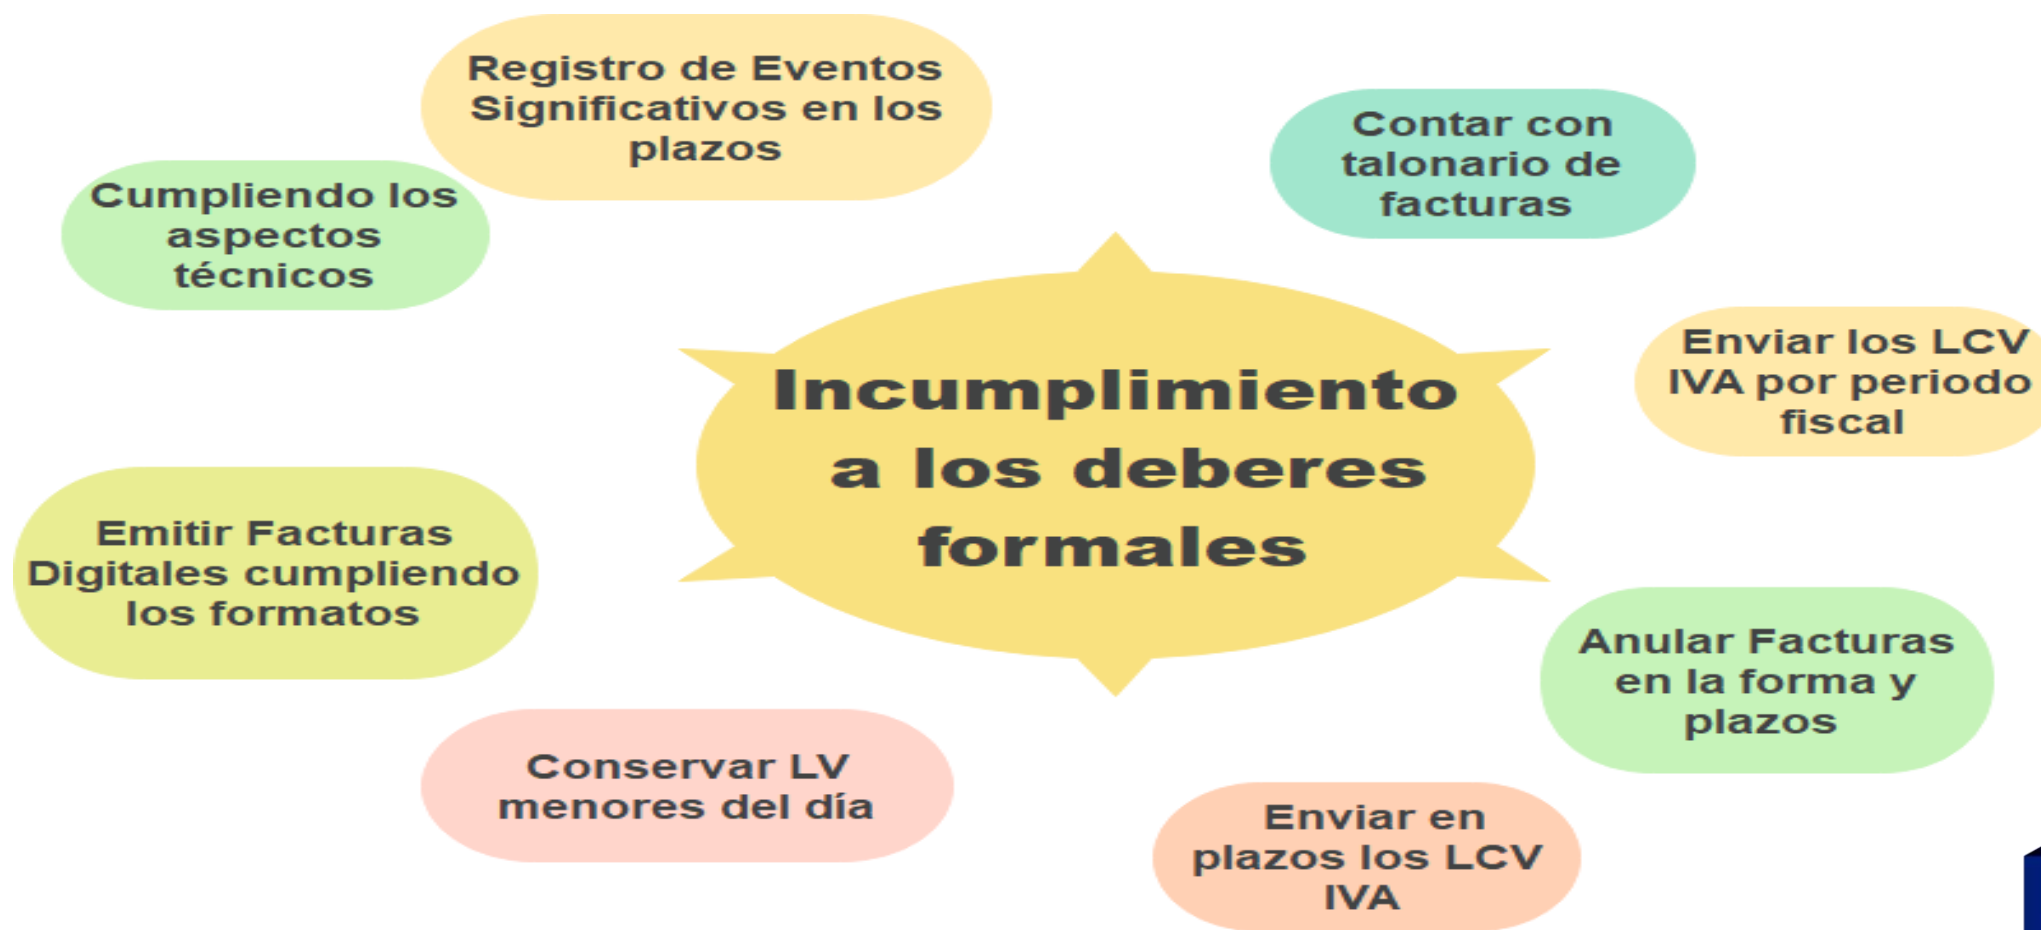 Registro de Eventos
Significativos en los
plazos
Contar con
talonario de
facturas
Cumpliendo los
aspectos
técnicos
Enviar los LCV
IVA por periodo
fiscal
Incumplimiento
a los deberes
formales
Emitir Facturas
Digitales cumpliendo
los formatos
Anular Facturas
en la forma y
plazos
Conservar LV
menores del día
Enviar en
plazos los LCV
IVA